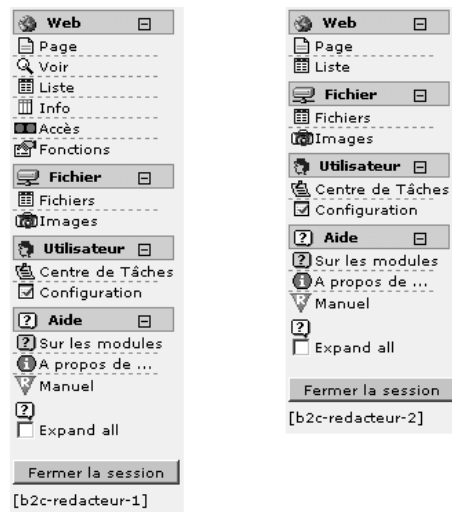 Web
Page
Voir
Liste
Info
Accès
Fonctions
Fichier
Fichiers
Images
Utilisateur
Centre de Tâches
Configuration
Aide
Sur les modules
A propos de ...
Manuel
Expand all
Fermer la session
[b2c-redacteur-1]
Web
Page
Liste
Fichier
Fichiers
Images
Utilisateur
Centre de Tâches
Configuration
Aide
Sur les modules
A propos de ...
Manuel
Expand all
Fermer la session
[b2c-redacteur-2]